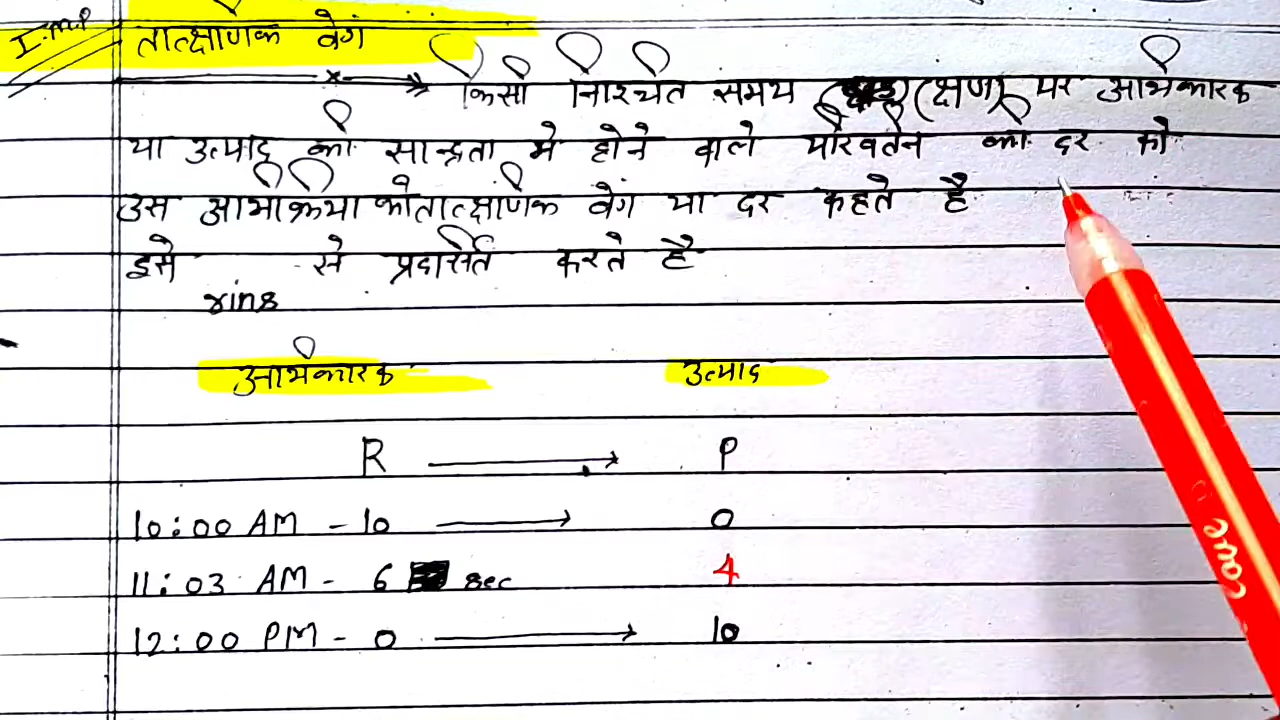 I.mp
तात्क्षणिक वेग
किसी निश्चित समय (क्षण) पर अभिकारक
या उत्पाद की सान्द्रता मे होने वाले परिवर्तन की दर को
उस अभिक्रिया की तात्क्षणिक वेग या दर कहते है
इसे से प्रदर्सित करते है
rins
अभिकारक उत्पाद
R ⟶ P
10:00 AM - 10 ⟶ 0
11:03 AM - 6 sec 4
12:00 PM - 0 ⟶ 10